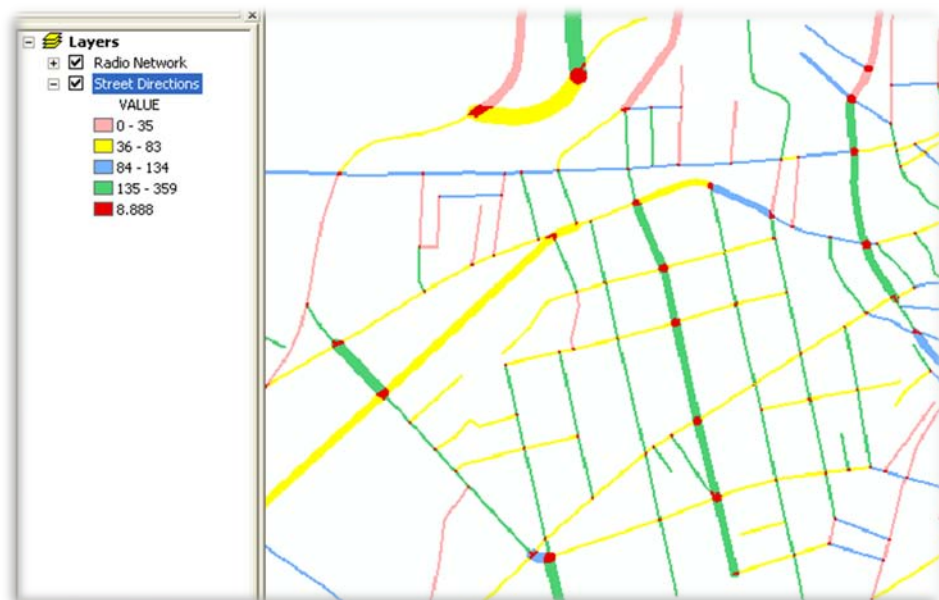 Layers
Radio Network
Street Directions
VALUE
0 - 35
36 - 83
84 - 134
135 - 359
8.888